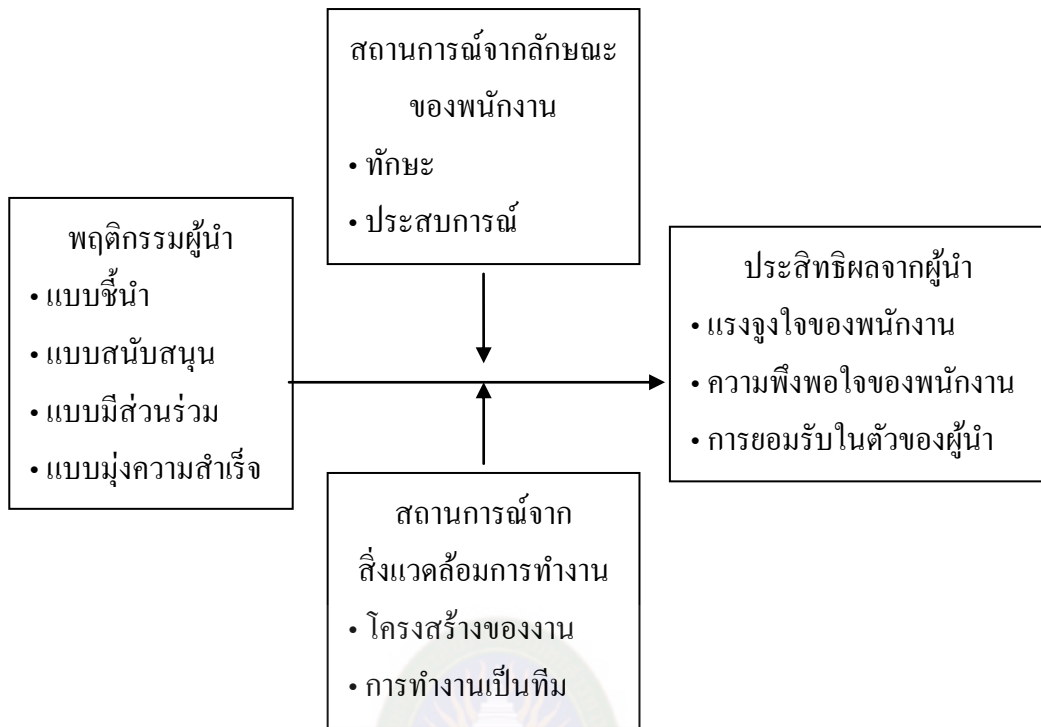 สถานการณ์จากลักษณะ
ของพนักงาน
• ทักษะ
• ประสบการณ์
พฤติกรรมผู้นำ
• แบบชี้นำ
• แบบสนับสนุน
• แบบมีส่วนร่วม
• แบบมุ่งความสำเร็จ
ประสิทธิผลจากผู้นำ
• แรงจูงใจของพนักงาน
• ความพึงพอใจของพนักงาน
• การยอมรับในตัวของผู้นำ
สถานการณ์จาก
สิ่งแวดล้อมการทำงาน
• โครงสร้างของงาน
• การทำงานเป็นทีม